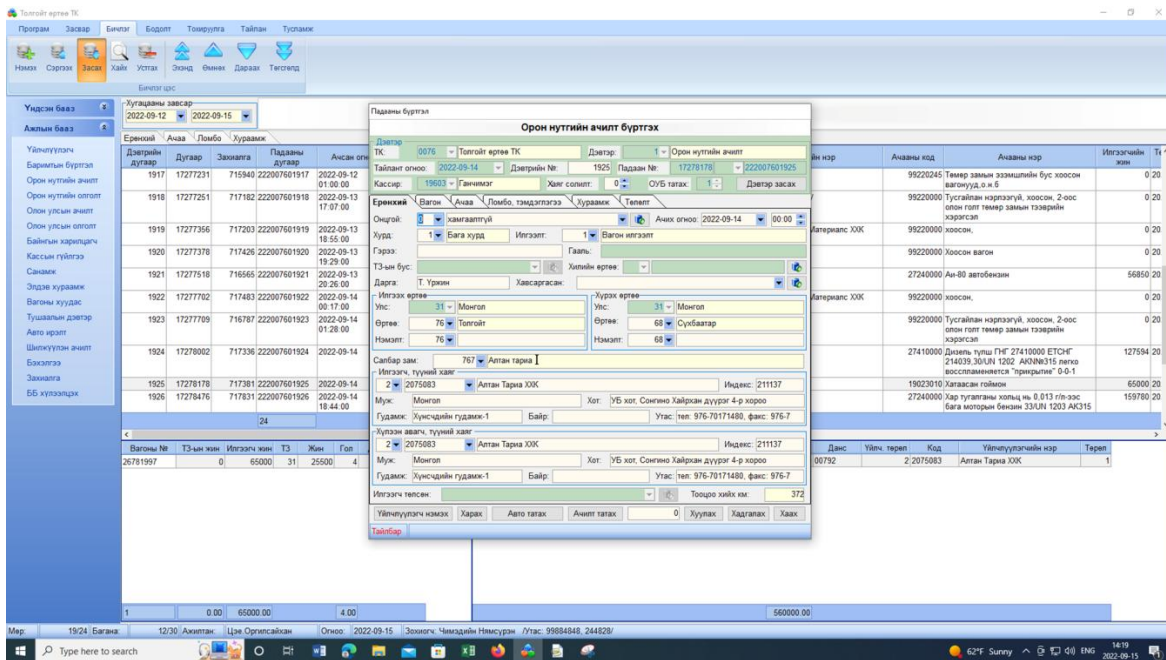 Толгойт өртөө ТК
Програм Засвар Бичлэг Бодолт Тохируулга Тайлан Тусламж
Нэмэх Сэргээх Засах Хайх Устгах Эхэнд Өмнөх Дараах Төгсгөлд
Бичлэг цэс
Үндсэн бааз
Ажлын бааз
Үйлчлүүлэгч
Баримтын бүртгэл
Орон нутгийн ачилт
Орон нутгийн олголт
Олон улсын ачилт
Олон улсын олголт
Байнгын харилцагч
Кассын гүйлгээ
Санамж
Элдэв хураамж
Вагоны хуудас
Тушаалын дэвтэр
Авто ирэлт
Шилжүүлэн ачилт
Бэхэлгээ
Захиалга
ББ хүлээлцэх
Хугацааны завсар
2022-09-12 2022-09-15
Ерөнхий Ачаа Ломбо Хураамж
Дэвтрийн дугаар Дугаар Захиалга Падааны дугаар
1917 17277231 715940 222007601917 2022-09-12 01:00:00
1918 17277251 717182 222007601918 2022-09-13 17:07:00
1919 17277356 717203 222007601919 2022-09-13 18:55:00
1920 17277378 717426 222007601920 2022-09-13 19:29:00
1921 17277518 716565 222007601921 2022-09-13 20:26:00
1922 17277702 717483 222007601922 2022-09-14 00:17:00
1923 17277709 716787 222007601923 2022-09-14 01:28:00
1924 17278002 717336 222007601924 2022-09-14
1925 17278178 717381 222007601925 2022-09-14
1926 17278476 717831 222007601926 2022-09-14 18:44:00
24
Вагоны № ТЗ-ын жин Илгээгч жин ТЗ Жин Гол
26781997 0 65000 31 25500 4
1 0.00 65000.00 4.00
Падааны бүртгэл
Орон нутгийн ачилт бүртгэх
Дэвтэр
ТК: 0076 Толгойт өртөө ТК Дэвтэр: 1 Орон нутгийн ачилт
Тайлант огноо: 2022-09-14 Дэвтрийн №: 1925 Падаан №: 17278178 222007601925
Кассир: 19603 Ганчимэг Хаяг солилт: 0 ОУБ татах: 1 Дэвтэр засах
Ерөнхий Вагон Ачаа Ломбо, тэмдэглэгээ Хураамж Төлөлт
Онцгой: 0 хамгаалтгүй Ачих огноо: 2022-09-14 00:00
Хурд: 1 Бага хурд Илгээлт: 1 Вагон илгээлт
Гэрээ: Гааль:
ТЗ-ын бүс: Хилийн өртөө:
Дарга: Т. Үржин Хавсаргасан:
Илгээх өртөө
Улс: 31 Монгол
Өртөө: 76 Толгойт
Нэмэлт: 76
Хүрэх өртөө
Улс: 31 Монгол
Өртөө: 68 Сүхбаатар
Нэмэлт: 68
Салбар зам: 767 Алтан тариа
Илгээгч, түүний хаяг
2 2075083 Алтан Тариа ХХК Индекс: 211137
Муж: Монгол Хот: УБ хот, Сонгино Хайрхан дүүрэг 4-р хороо
Гудамж: Хүнсчдийн гудамж-1 Байр: Утас: тел: 976-70171480, факс: 976-7
Хүлээн авагч, түүний хаяг
2 2075083 Алтан Тариа ХХК Индекс: 211137
Муж: Монгол Хот: УБ хот, Сонгино Хайрхан дүүрэг 4-р хороо
Гудамж: Хүнсчдийн гудамж-1 Байр: Утас: тел: 976-70171480, факс: 976-7
Илгээгч төлсөн: Тооцоо хийх км: 372
Үйлчлүүлэгч нэмэх Харах Авто татах Ачилт татах 0 Хуулах Хадгалах Хаах
Тайлбар
Ачааны код Ачааны нэр Илгээгчийн жин
99220245 Төмөр замын эзэмшлийн бус хоосон вагонууд,о.н.б 0 20
99220000 Тусгайлан нэрлээгүй, хоосон, 2-оос олон голт төмөр замын тээврийн хэрэгсэл 0 20
99220000 хоосон, 0 20
99220000 Хоосон вагон 0 20
27240000 Аи-80 автобензин 56850 20
99220000 хоосон, 0 20
99220000 Тусгайлан нэрлээгүй, хоосон, 2-оос олон голт төмөр замын тээврийн хэрэгсэл 0 20
27410000 Дизель түлш ГНГ 27410000 ЕТСНГ 214039,30/UN 1202 АКN№315 легко воспламеняется "прикрытие" 0-0-1 127594 20
19023010 Хатаасан гоймон 65000 20
27240000 Хар тугалганы хольц нь 0,013 г/л-ээс бага моторын бензин 33/UN 1203 АК315 159780 20
Данс Үйлч. төрөл Код Үйлчлүүлэгчийн нэр Төрөл
00792 2 2075083 Алтан Тариа ХХК 1
560000.00
Мөр: 19/24 Багана: 12/30 Ажилтан: Цэе.Оргилсайхан Огноо: 2022-09-15 Зохиогч: Чимэдийн Нямсүрэн /Утас: 99884848, 244828/
Type here to search
62°F Sunny ENG 14:19
2022-09-15